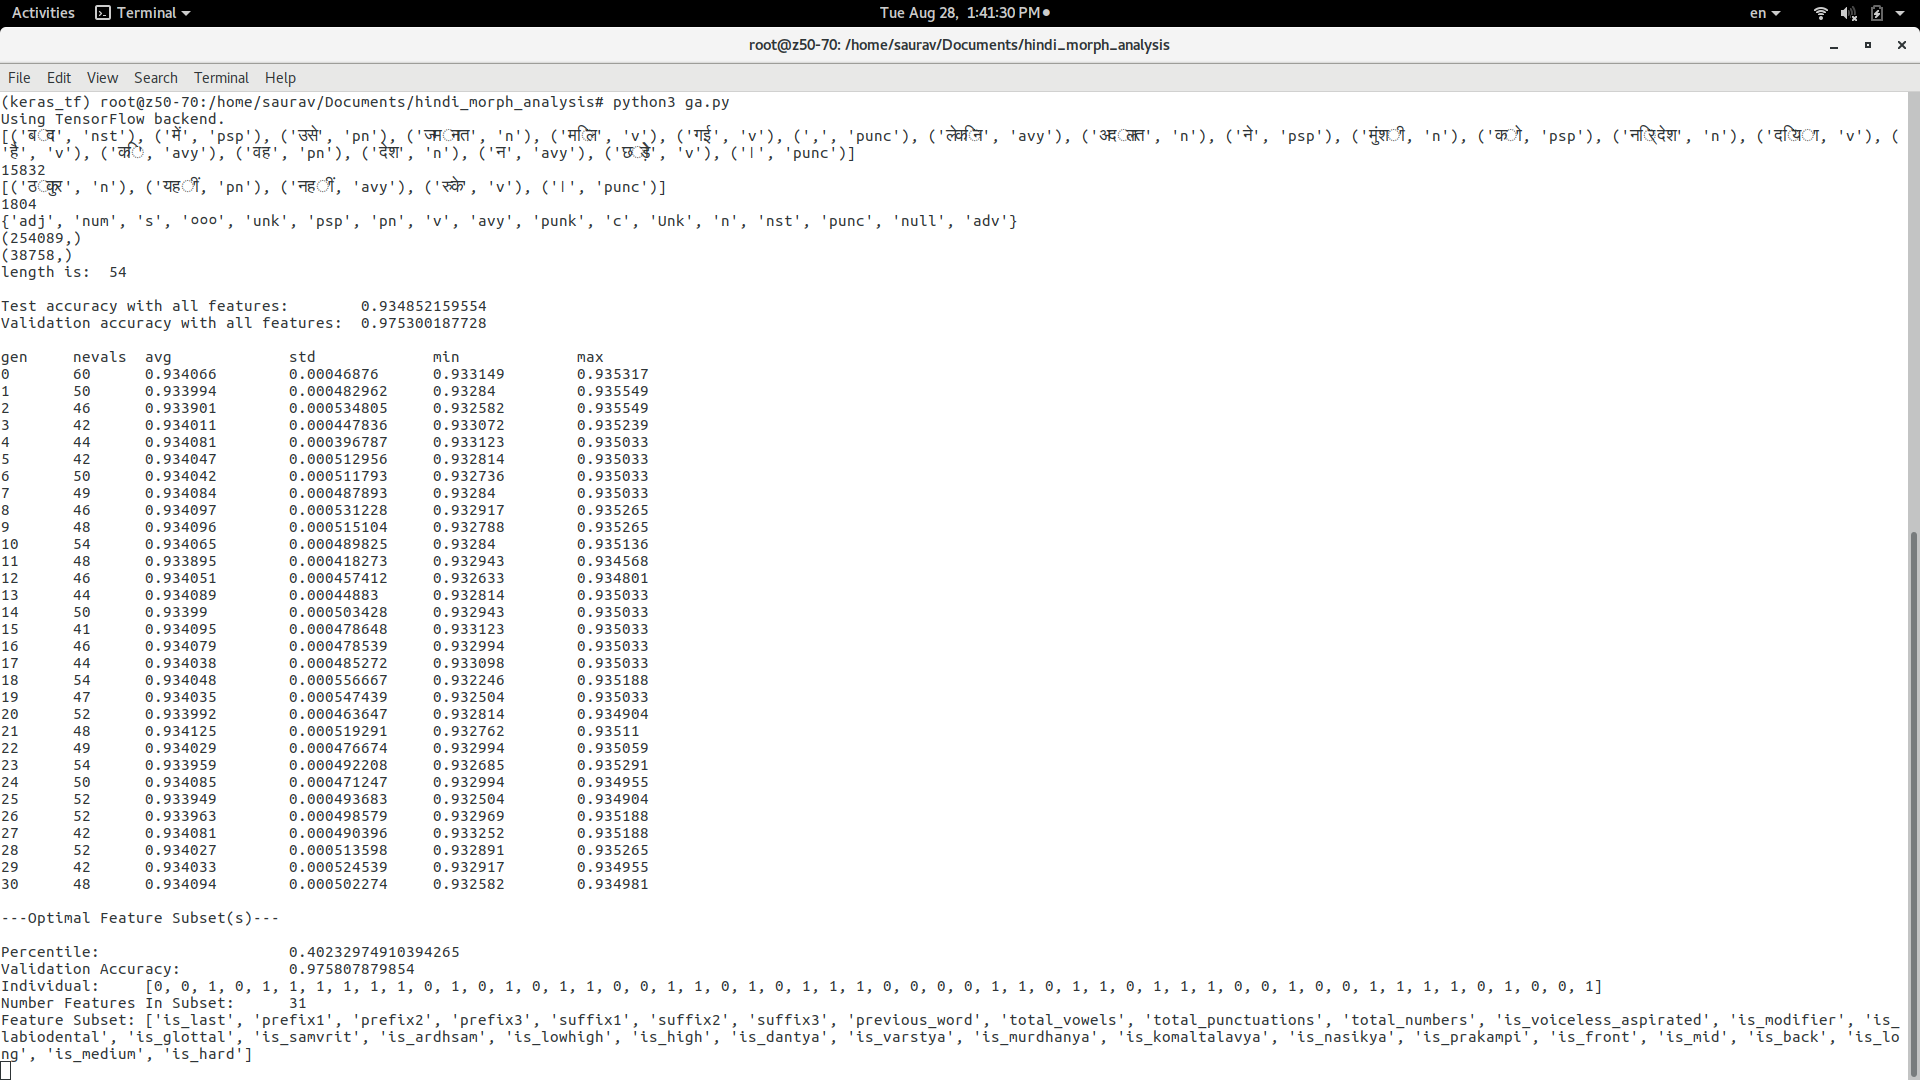 Activities Terminal Tue Aug 28, 1:41:30 PM en
root@z50-70: /home/saurav/Documents/hindi_morph_analysis
File Edit View Search Terminal Help
(keras_tf) root@z50-70:/home/saurav/Documents/hindi_morph_analysis# python3 ga.py
Using TensorFlow backend.
[('बाव', 'nst'), ('में', 'psp'), ('उसे', 'pn'), ('जमानत', 'n'), ('मिल', 'v'), ('गई', 'v'), (',', 'punc'), ('लेकिन', 'avy'), ('अदालत', 'n'), ('ने', 'psp'), ('मुंशी, 'n'), ('को, 'psp'), ('निर्देश', 'n'), ('दिया, 'v'), (
'है', 'v'), ('कि, 'avy'), ('वह', 'pn'), ('देश', 'n'), ('न', 'avy'), ('छोड़े', 'v'), ('।', 'punc')]
15832
[('ठाकुर', 'n'), ('यहीं, 'pn'), ('नहीं, 'avy'), ('रुके', 'v'), ('।', 'punc')]
1804
{'adj', 'num', 's', '०००', 'unk', 'psp', 'pn', 'v', 'avy', 'punk', 'c', 'Unk', 'n', 'nst', 'punc', 'null', 'adv'}
(254089,)
(38758,)
length is: 54
Test accuracy with all features: 0.934852159554
Validation accuracy with all features: 0.975300187728
gen nevals avg std min max
0 60 0.934066 0.00046876 0.933149 0.935317
1 50 0.933994 0.000482962 0.93284 0.935549
2 46 0.933901 0.000534805 0.932582 0.935549
3 42 0.934011 0.000447836 0.933072 0.935239
4 44 0.934081 0.000396787 0.933123 0.935033
5 42 0.934047 0.000512956 0.932814 0.935033
6 50 0.934042 0.000511793 0.932736 0.935033
7 49 0.934084 0.000487893 0.93284 0.935033
8 46 0.934097 0.000531228 0.932917 0.935265
9 48 0.934096 0.000515104 0.932788 0.935265
10 54 0.934065 0.000489825 0.93284 0.935136
11 48 0.933895 0.000418273 0.932943 0.934568
12 46 0.934051 0.000457412 0.932633 0.934801
13 44 0.934089 0.00044883 0.932814 0.935033
14 50 0.93399 0.000503428 0.932943 0.935033
15 41 0.934095 0.000478648 0.933123 0.935033
16 46 0.934079 0.000478539 0.932994 0.935033
17 44 0.934038 0.000485272 0.933098 0.935033
18 54 0.934048 0.000556667 0.932246 0.935188
19 47 0.934035 0.000547439 0.932504 0.935033
20 52 0.933992 0.000463647 0.932814 0.934904
21 48 0.934125 0.000519291 0.932762 0.93511
22 49 0.934029 0.000476674 0.932994 0.935059
23 54 0.933959 0.000492208 0.932685 0.935291
24 50 0.934085 0.000471247 0.932994 0.934955
25 52 0.933949 0.000493683 0.932504 0.934904
26 52 0.933963 0.000498579 0.932969 0.935188
27 42 0.934081 0.000490396 0.933252 0.935188
28 52 0.934027 0.000513598 0.932891 0.935265
29 42 0.934033 0.000524539 0.932917 0.934955
30 48 0.934094 0.000502274 0.932582 0.934981
---Optimal Feature Subset(s)---
Percentile: 0.40232974910394265
Validation Accuracy: 0.975807879854
Individual: [0, 0, 1, 0, 1, 1, 1, 1, 1, 1, 0, 1, 0, 1, 0, 1, 1, 0, 0, 1, 1, 0, 1, 0, 1, 1, 1, 0, 0, 0, 0, 1, 1, 0, 1, 1, 0, 1, 1, 1, 0, 0, 1, 0, 0, 1, 1, 1, 1, 0, 1, 0, 0, 1]
Number Features In Subset: 31
Feature Subset: ['is_last', 'prefix1', 'prefix2', 'prefix3', 'suffix1', 'suffix2', 'suffix3', 'previous_word', 'total_vowels', 'total_punctuations', 'total_numbers', 'is_voiceless_aspirated', 'is_modifier', 'is_
labiodental', 'is_glottal', 'is_samvrit', 'is_ardhsam', 'is_lowhigh', 'is_high', 'is_dantya', 'is_varstya', 'is_murdhanya', 'is_komaltalavya', 'is_nasikya', 'is_prakampi', 'is_front', 'is_mid', 'is_back', 'is_lo
ng', 'is_medium', 'is_hard']